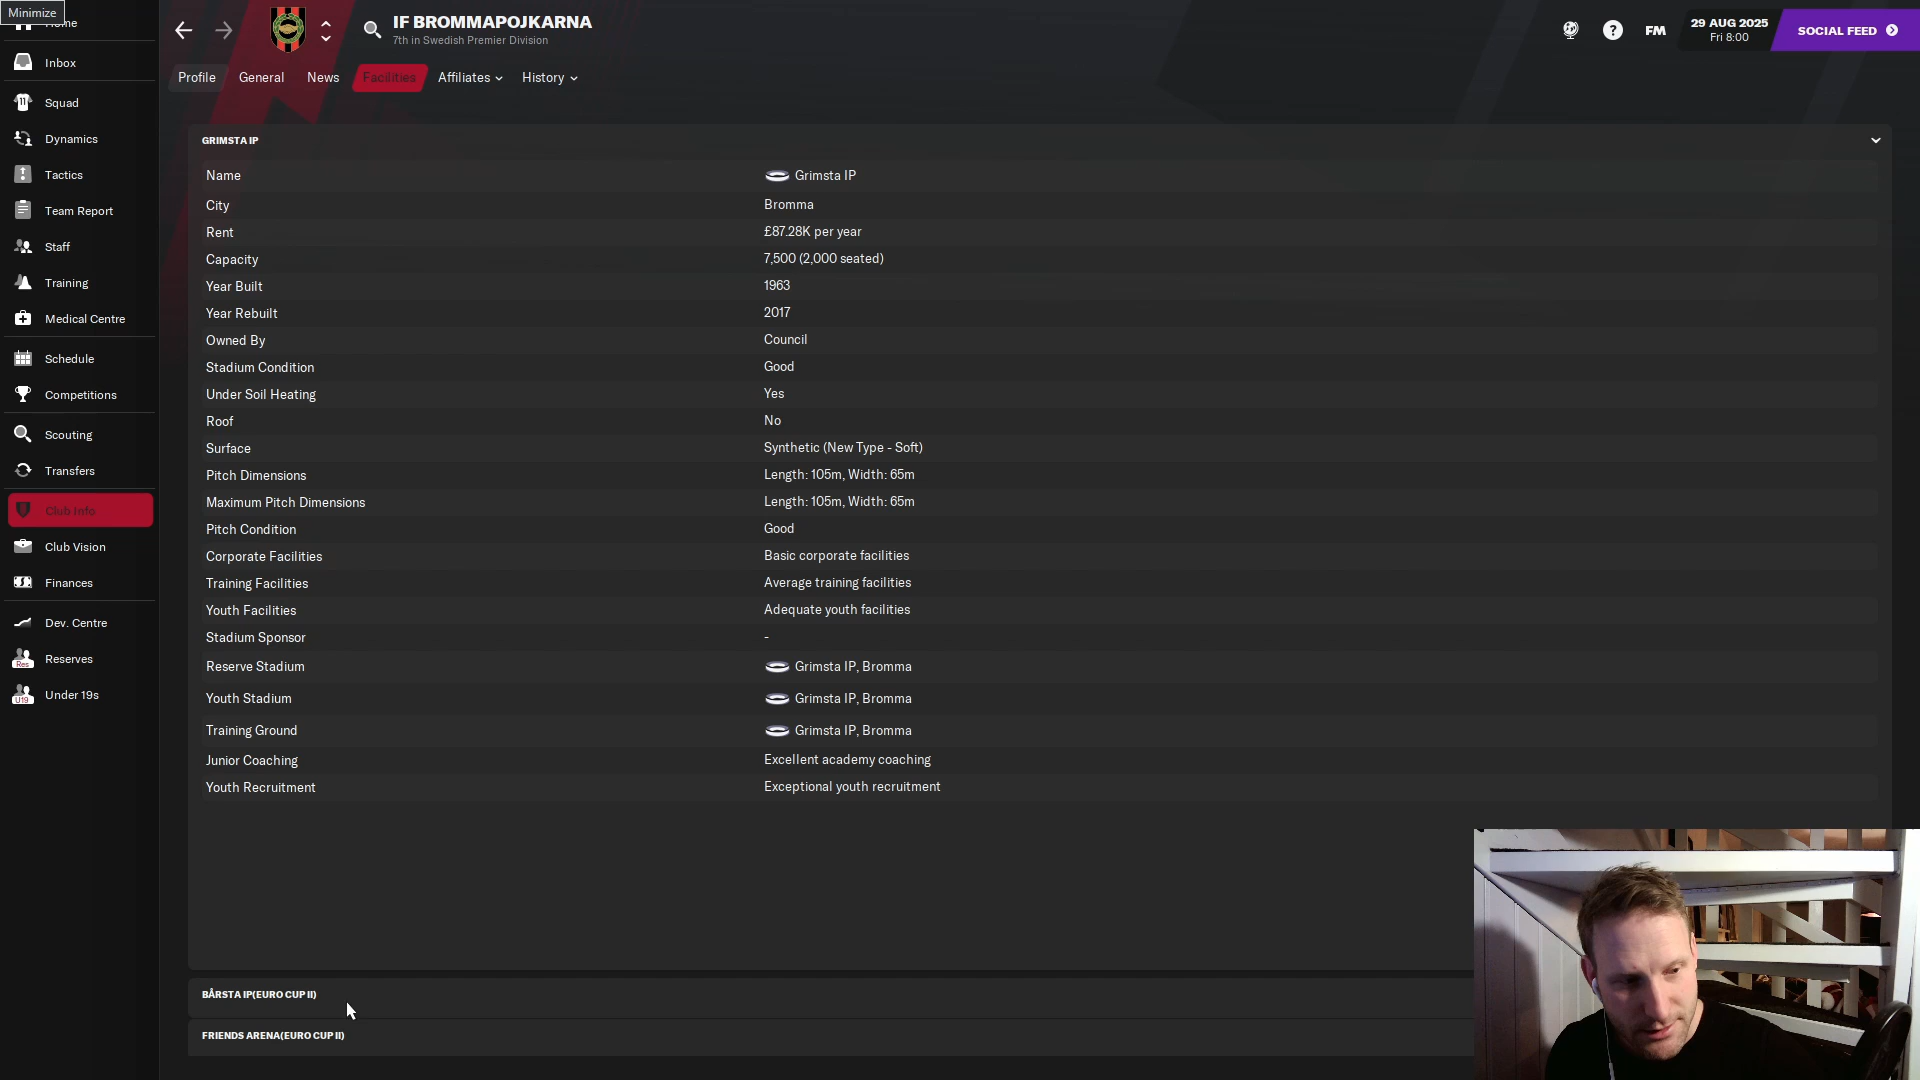 Minimize
Home
Inbox
Squad
Dynamics
Tactics
Team Report
Staff
Training
Medical Centre
Schedule
Competitions
Scouting
Transfers
Club Info
Club Vision
Finances
Dev. Centre
Reserves
Under 19s
IF BROMMAPOJKARNA
7th in Swedish Premier Division
FM
29 AUG 2025
Fri 8:00
SOCIAL FEED
Profile General News Facilities Affiliates History
GRIMSTA IP
Name Grimsta IP
City Bromma
Rent £87.28K per year
Capacity 7,500 (2,000 seated)
Year Built 1963
Year Rebuilt 2017
Owned By Council
Stadium Condition Good
Under Soil Heating Yes
Roof No
Surface Synthetic (New Type - Soft)
Pitch Dimensions Length: 105m, Width: 65m
Maximum Pitch Dimensions Length: 105m, Width: 65m
Pitch Condition Good
Corporate Facilities Basic corporate facilities
Training Facilities Average training facilities
Youth Facilities Adequate youth facilities
Stadium Sponsor -
Reserve Stadium Grimsta IP, Bromma
Youth Stadium Grimsta IP, Bromma
Training Ground Grimsta IP, Bromma
Junior Coaching Excellent academy coaching
Youth Recruitment Exceptional youth recruitment
BÅRSTA IP(EURO CUP II)
FRIENDS ARENA(EURO CUP II)